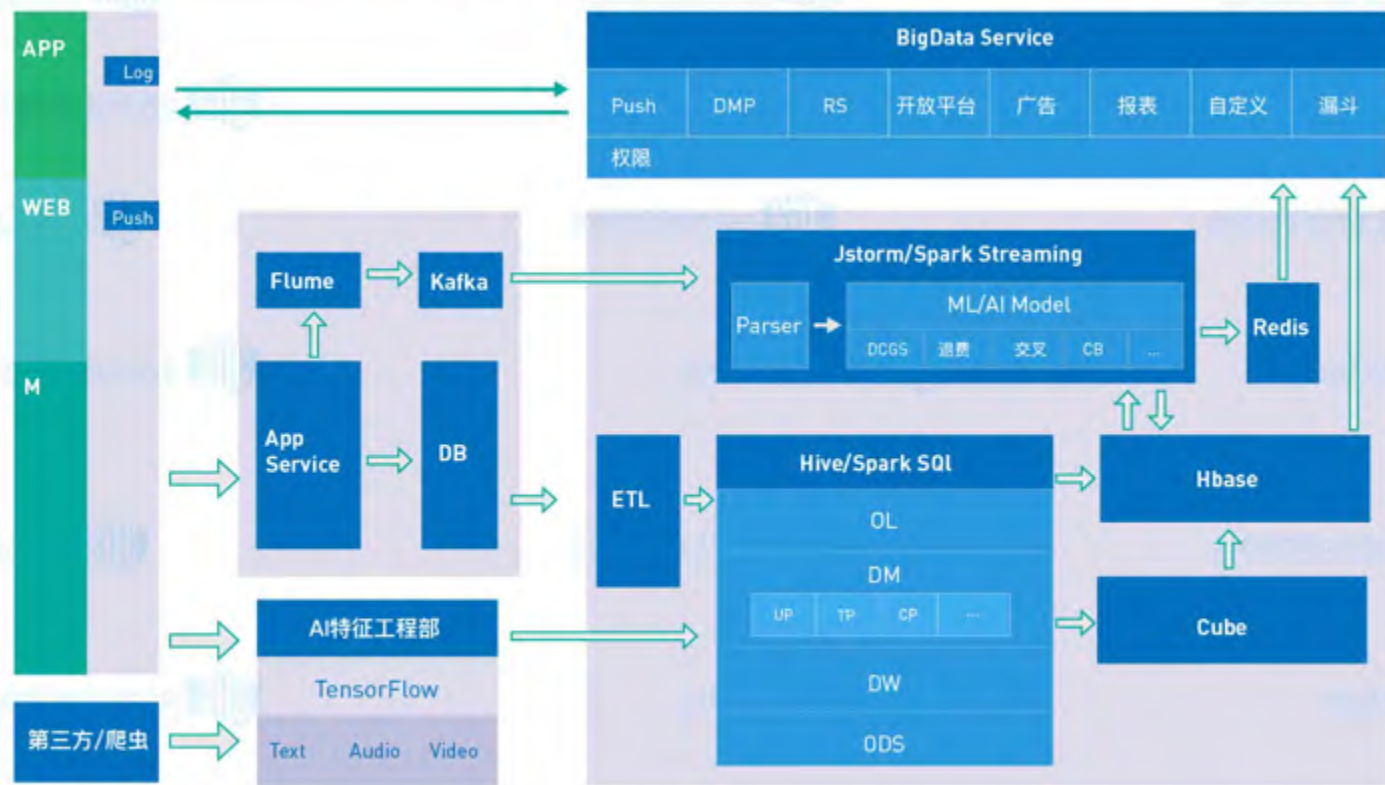 APP
Log
WEB
Push
M
第三方/爬虫
BigData Service
Push DMP RS 开放平台 广告 报表 自定义 漏斗
权限
Flume Kafka
App
Service
DB
AI特征工程部
TensorFlow
Text Audio Video
Jstorm/Spark Streaming
Parser
ML/AI Model
DCGS 退费 交叉 CB ...
Redis
ETL
Hive/Spark SQl
OL
DM
UP TP CP ...
DW
ODS
Hbase
Cube